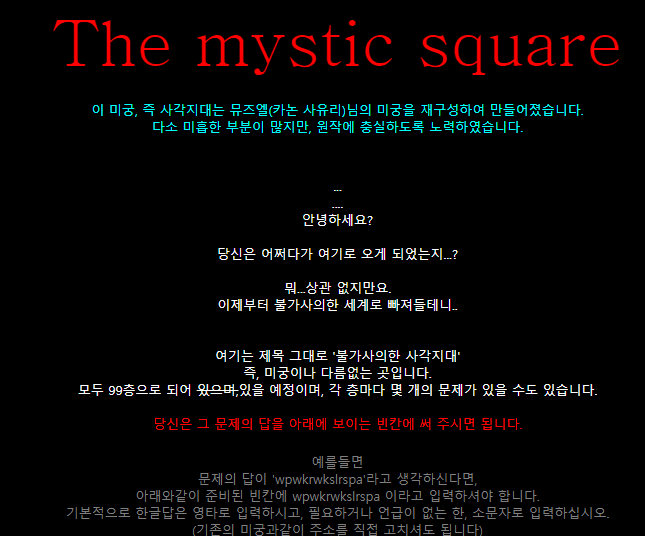 The mystic square
이 미궁, 즉 사각지대는 뮤즈엘(카논 사유리)님의 미궁을 재구성하여 만들어졌습니다.
다소 미흡한 부분이 많지만, 원작에 충실하도록 노력하였습니다.
...
....
안녕하세요?
당신은 어쩌다가 여기로 오게 되었는지...?
뭐...상관 없지만요.
이제부터 불가사의한 세계로 빠져들테니..
여기는 제목 그대로 '불가사의한 사각지대'
즉, 미궁이나 다름없는 곳입니다.
모두 99층으로 되어 있으며,있을 예정이며, 각 층마다 몇 개의 문제가 있을 수도 있습니다.
당신은 그 문제의 답을 아래에 보이는 빈칸에 써 주시면 됩니다.
예를들면
문제의 답이 'wpwkrwkslrspa'라고 생각하신다면,
아래와같이 준비된 빈칸에 wpwkrwkslrspa 이라고 입력하셔야 합니다.
기본적으로 한글답은 영타로 입력하시고, 필요하거나 언급이 없는 한, 소문자로 입력하십시오.
(기존의 미궁과같이 주소를 직접 고치셔도 됩니다)